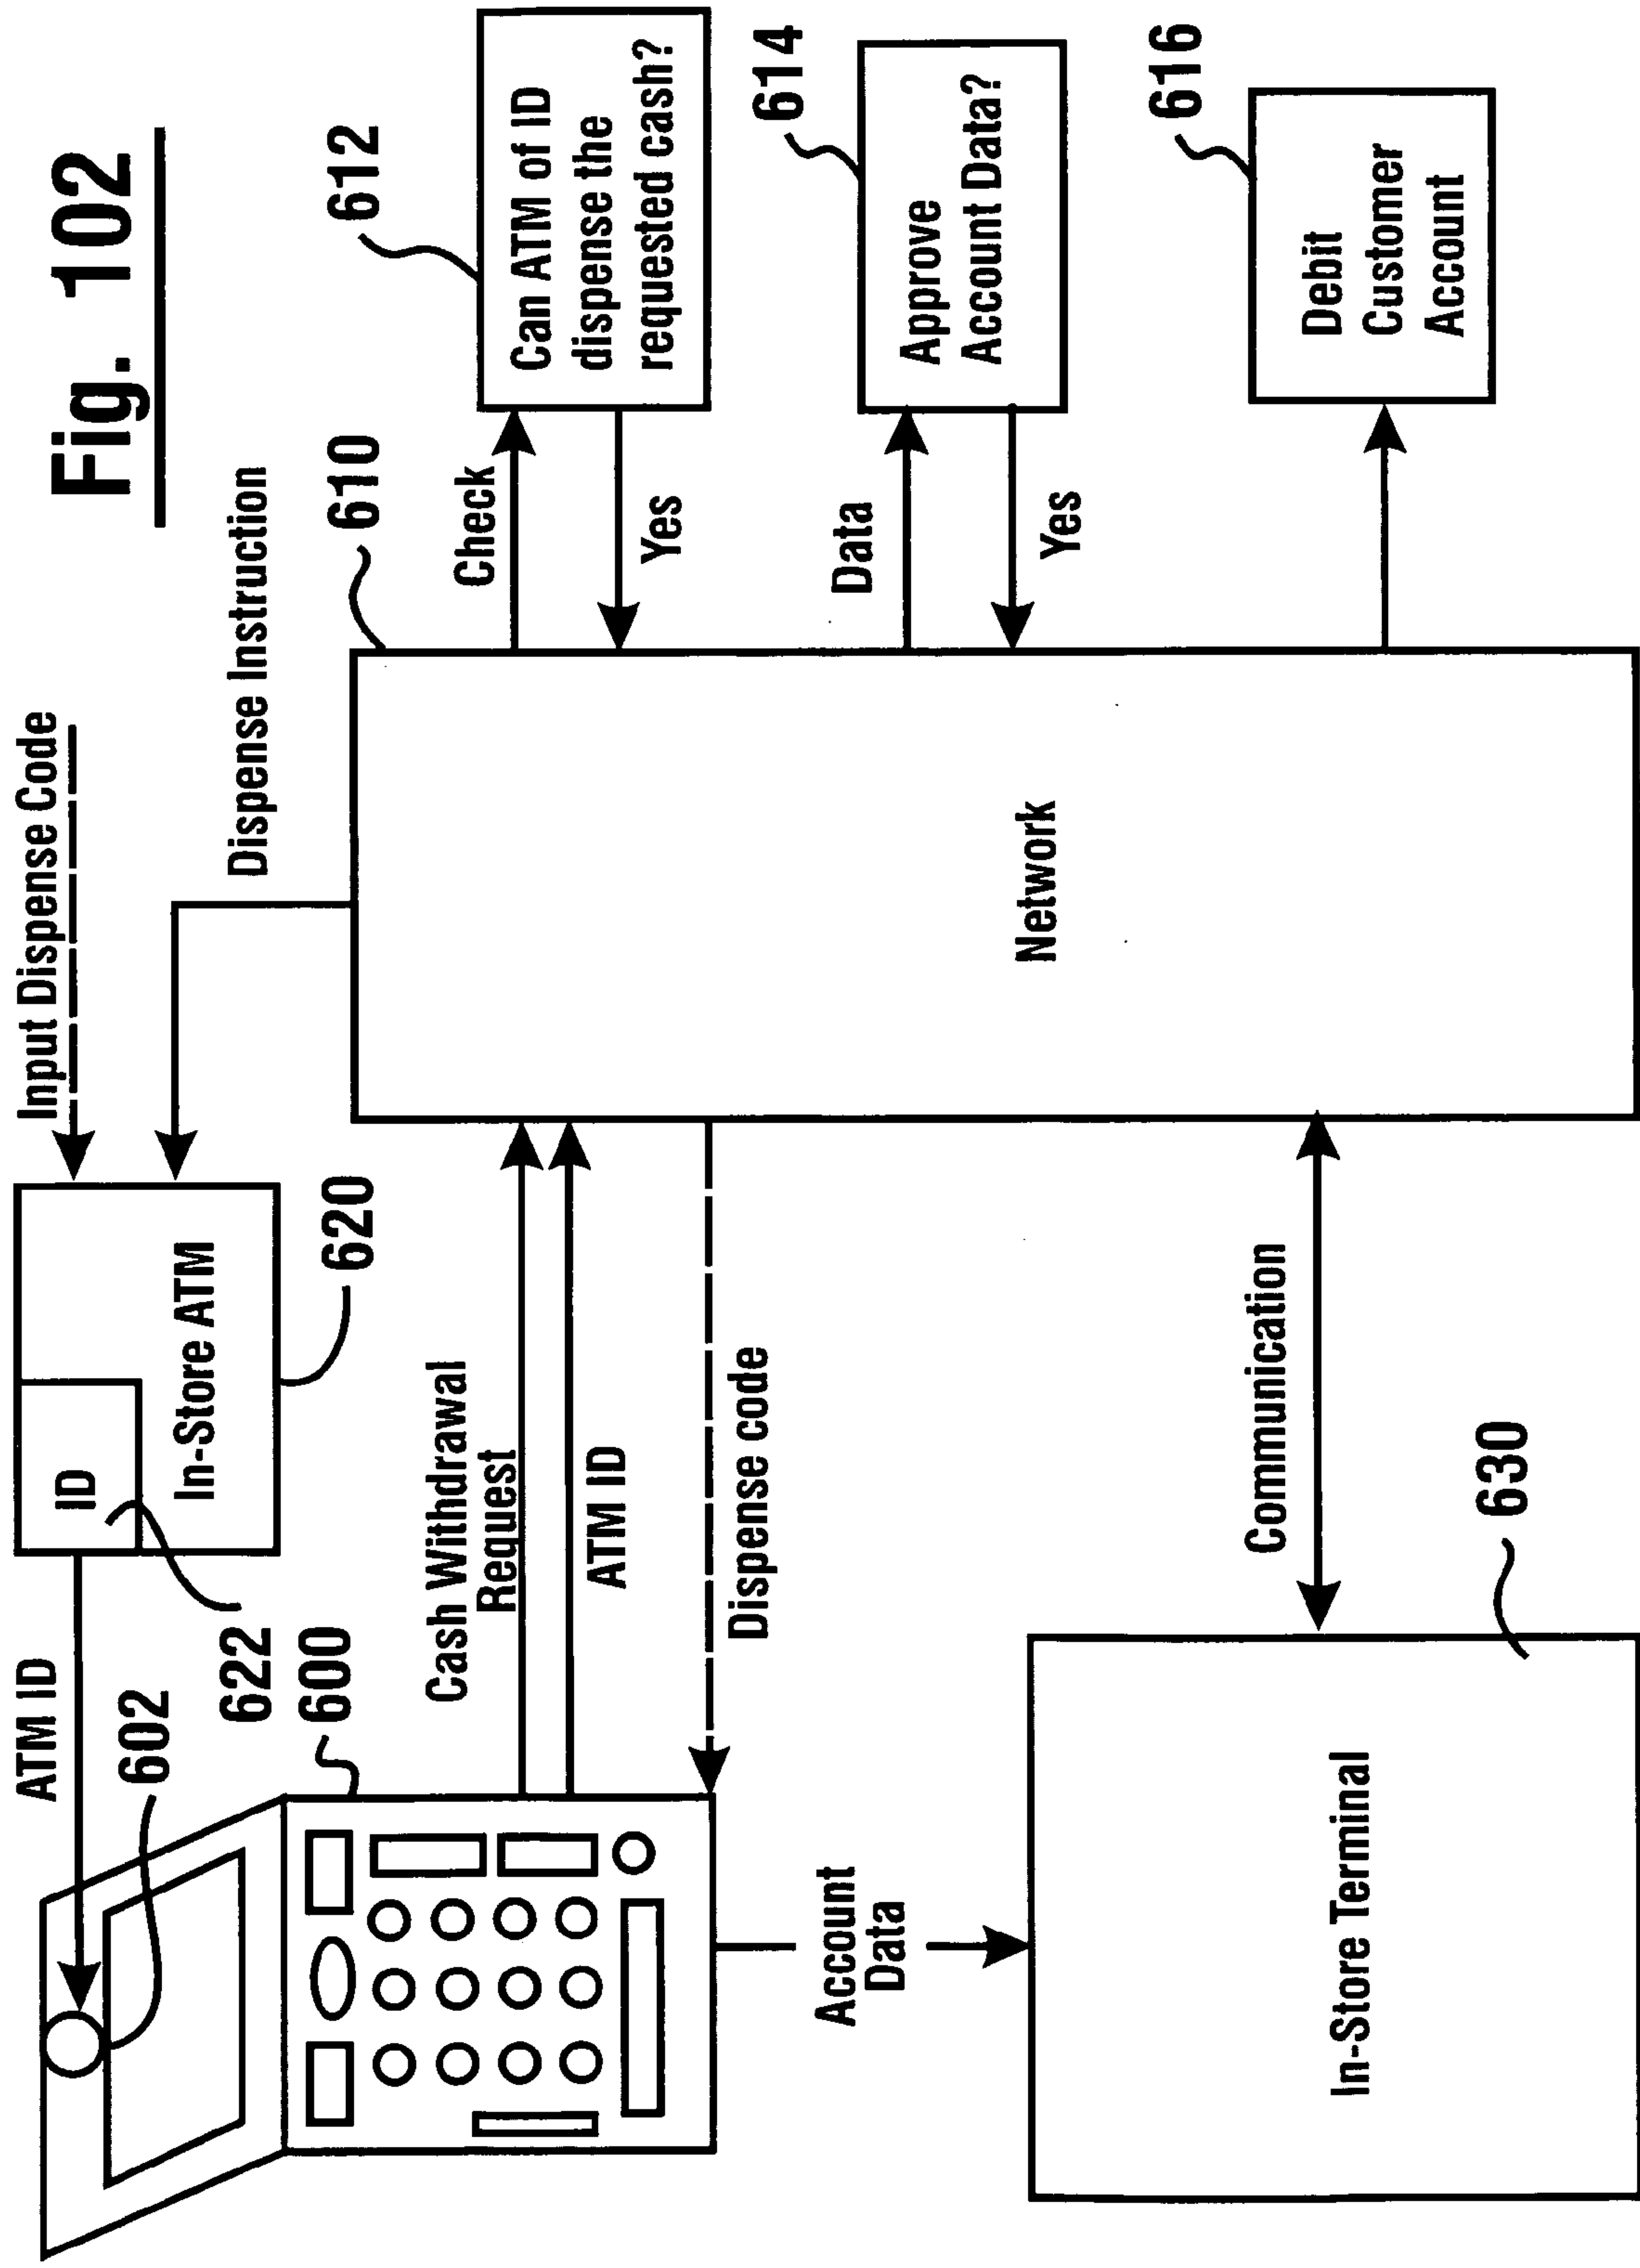 Fig. 102
Input Dispense Code
Dispense Instruction
ATM ID
602
622
600
ID
In-Store ATM
620
610
612
Can ATM of ID
dispense the
requested cash?
Check
Yes
Cash Withdrawal
Request
ATM ID
Dispense code
Network
614
Approve
Account Data?
Data
Yes
616
Debit
Customer
Account
Account
Data
Communication
630
In-Store Terminal